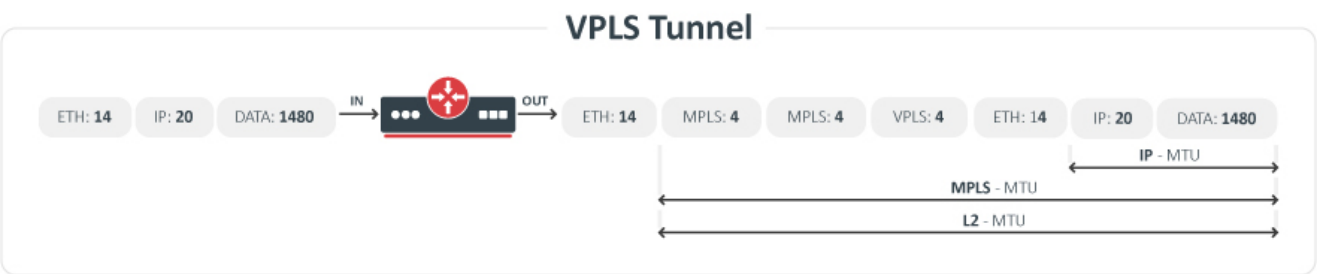 VPLS Tunnel
IN OUT
ETH: 14 IP: 20 DATA: 1480 ETH: 14 MPLS: 4 MPLS: 4 VPLS: 4 ETH: 14 IP: 20 DATA: 1480
IP - MTU
MPLS - MTU
L2 - MTU